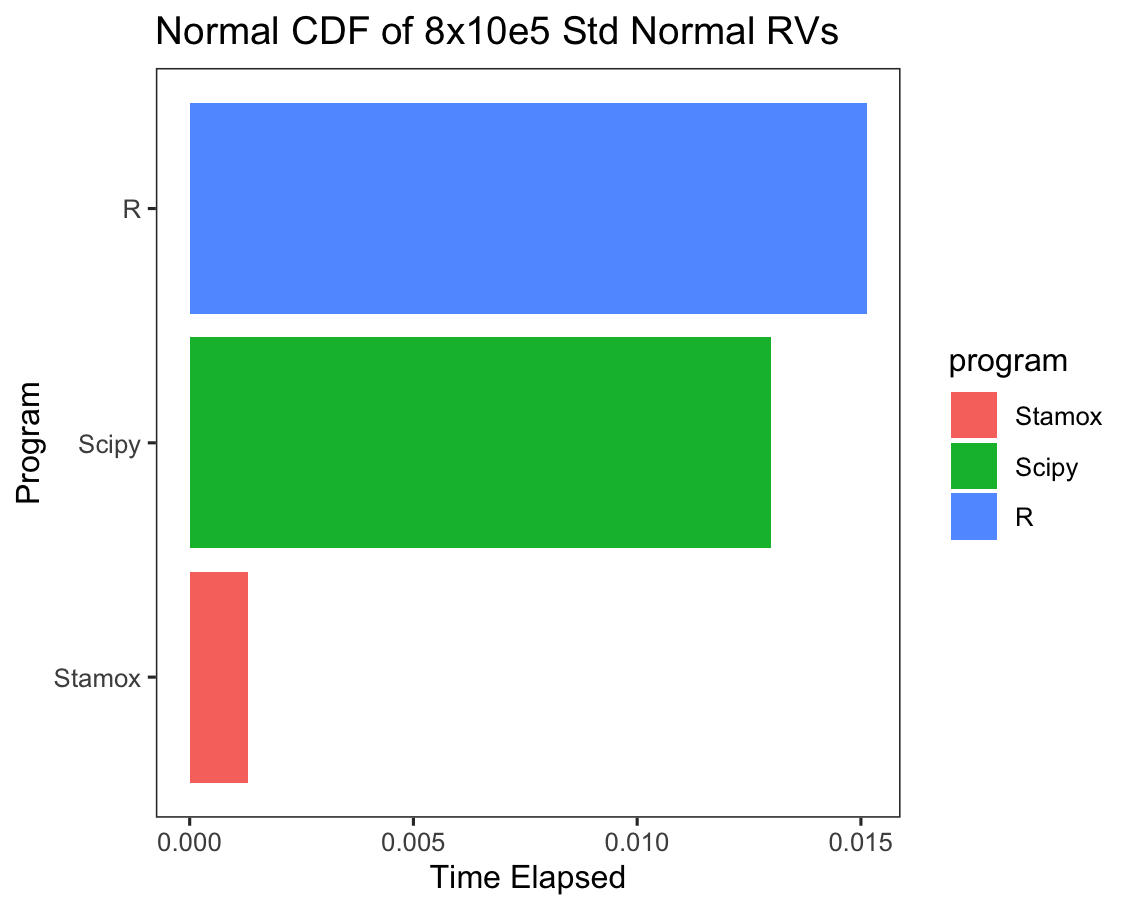 Normal CDF of 8x10e5 Std Normal RVs
Program
R
Scipy
Stamox
0.000 0.005 0.010 0.015
Time Elapsed
program
Stamox
Scipy
R